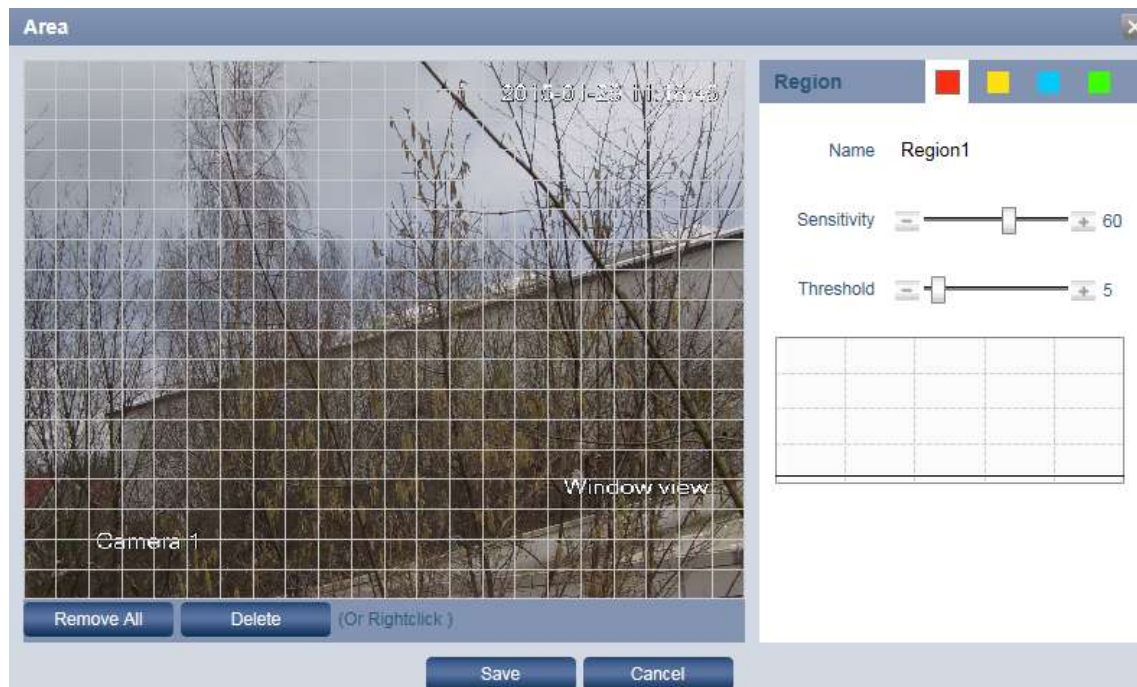 Area
Region
Name Region1
Sensitivity 60
Threshold 5
Window view
Camera 1
Remove All Delete (Or Rightclick )
Save Cancel